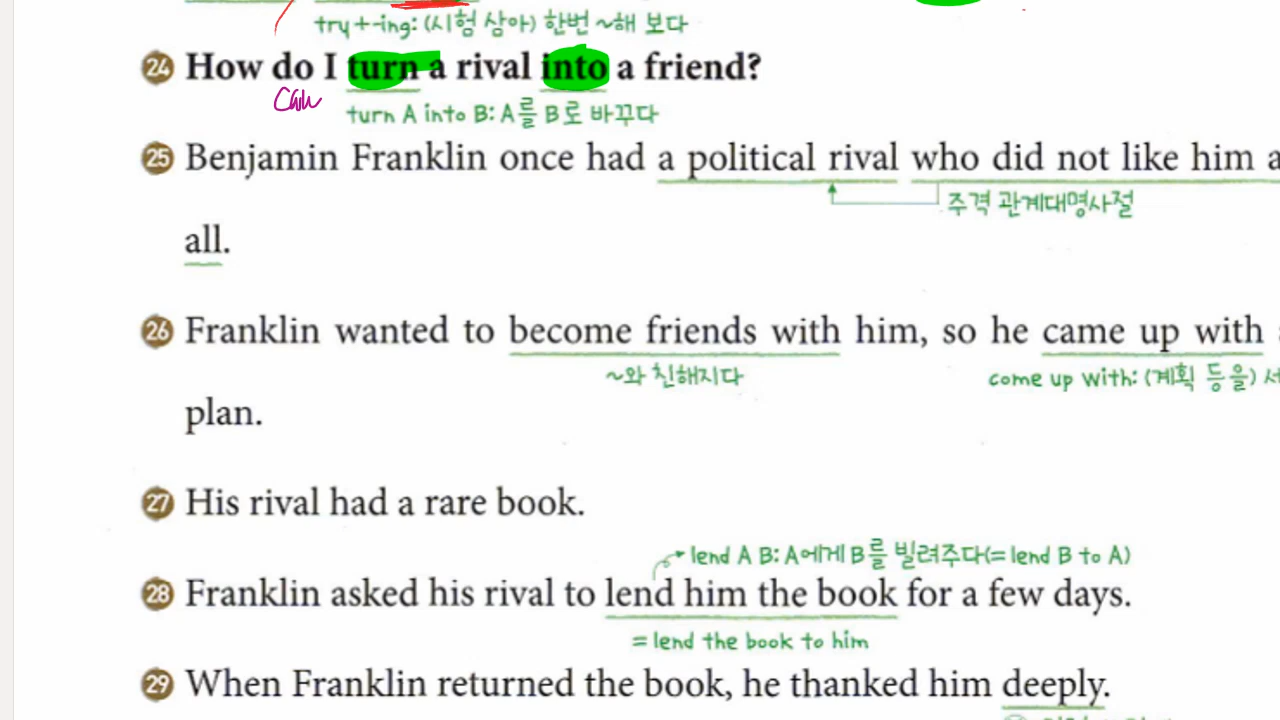 try+-ing: (시험 삼아) 한번 ~해 보다
24 How do I turn a rival into a friend?
Can
turn A into B: A를 B로 바꾸다
25 Benjamin Franklin once had a political rival who did not like him a
주격 관계대명사절
all.
26 Franklin wanted to become friends with him, so he came up with
~와 친해지다
come up with: (계획 등을)
plan.
27 His rival had a rare book.
lend A B: A에게 B를 빌려주다(= lend B to A)
28 Franklin asked his rival to lend him the book for a few days.
= lend the book to him
29 When Franklin returned the book, he thanked him deeply.